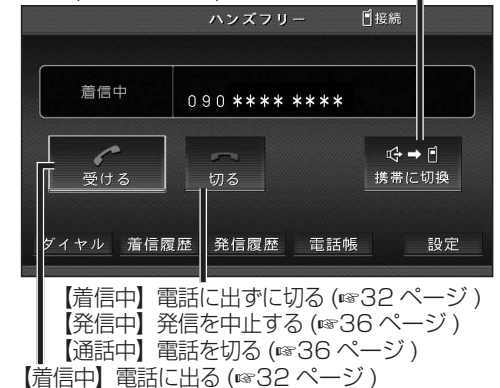 ハンズフリー 接続
着信中 090 **** ****
受ける 切る 携帯に切換
ダイヤル 着信履歴 発信履歴 電話帳 設定
【着信中】電話に出ずに切る (☞32 ページ)
【発信中】発信を中止する (☞36 ページ)
【通話中】電話を切る (☞36 ページ)
【着信中】電話に出る (☞32 ページ)